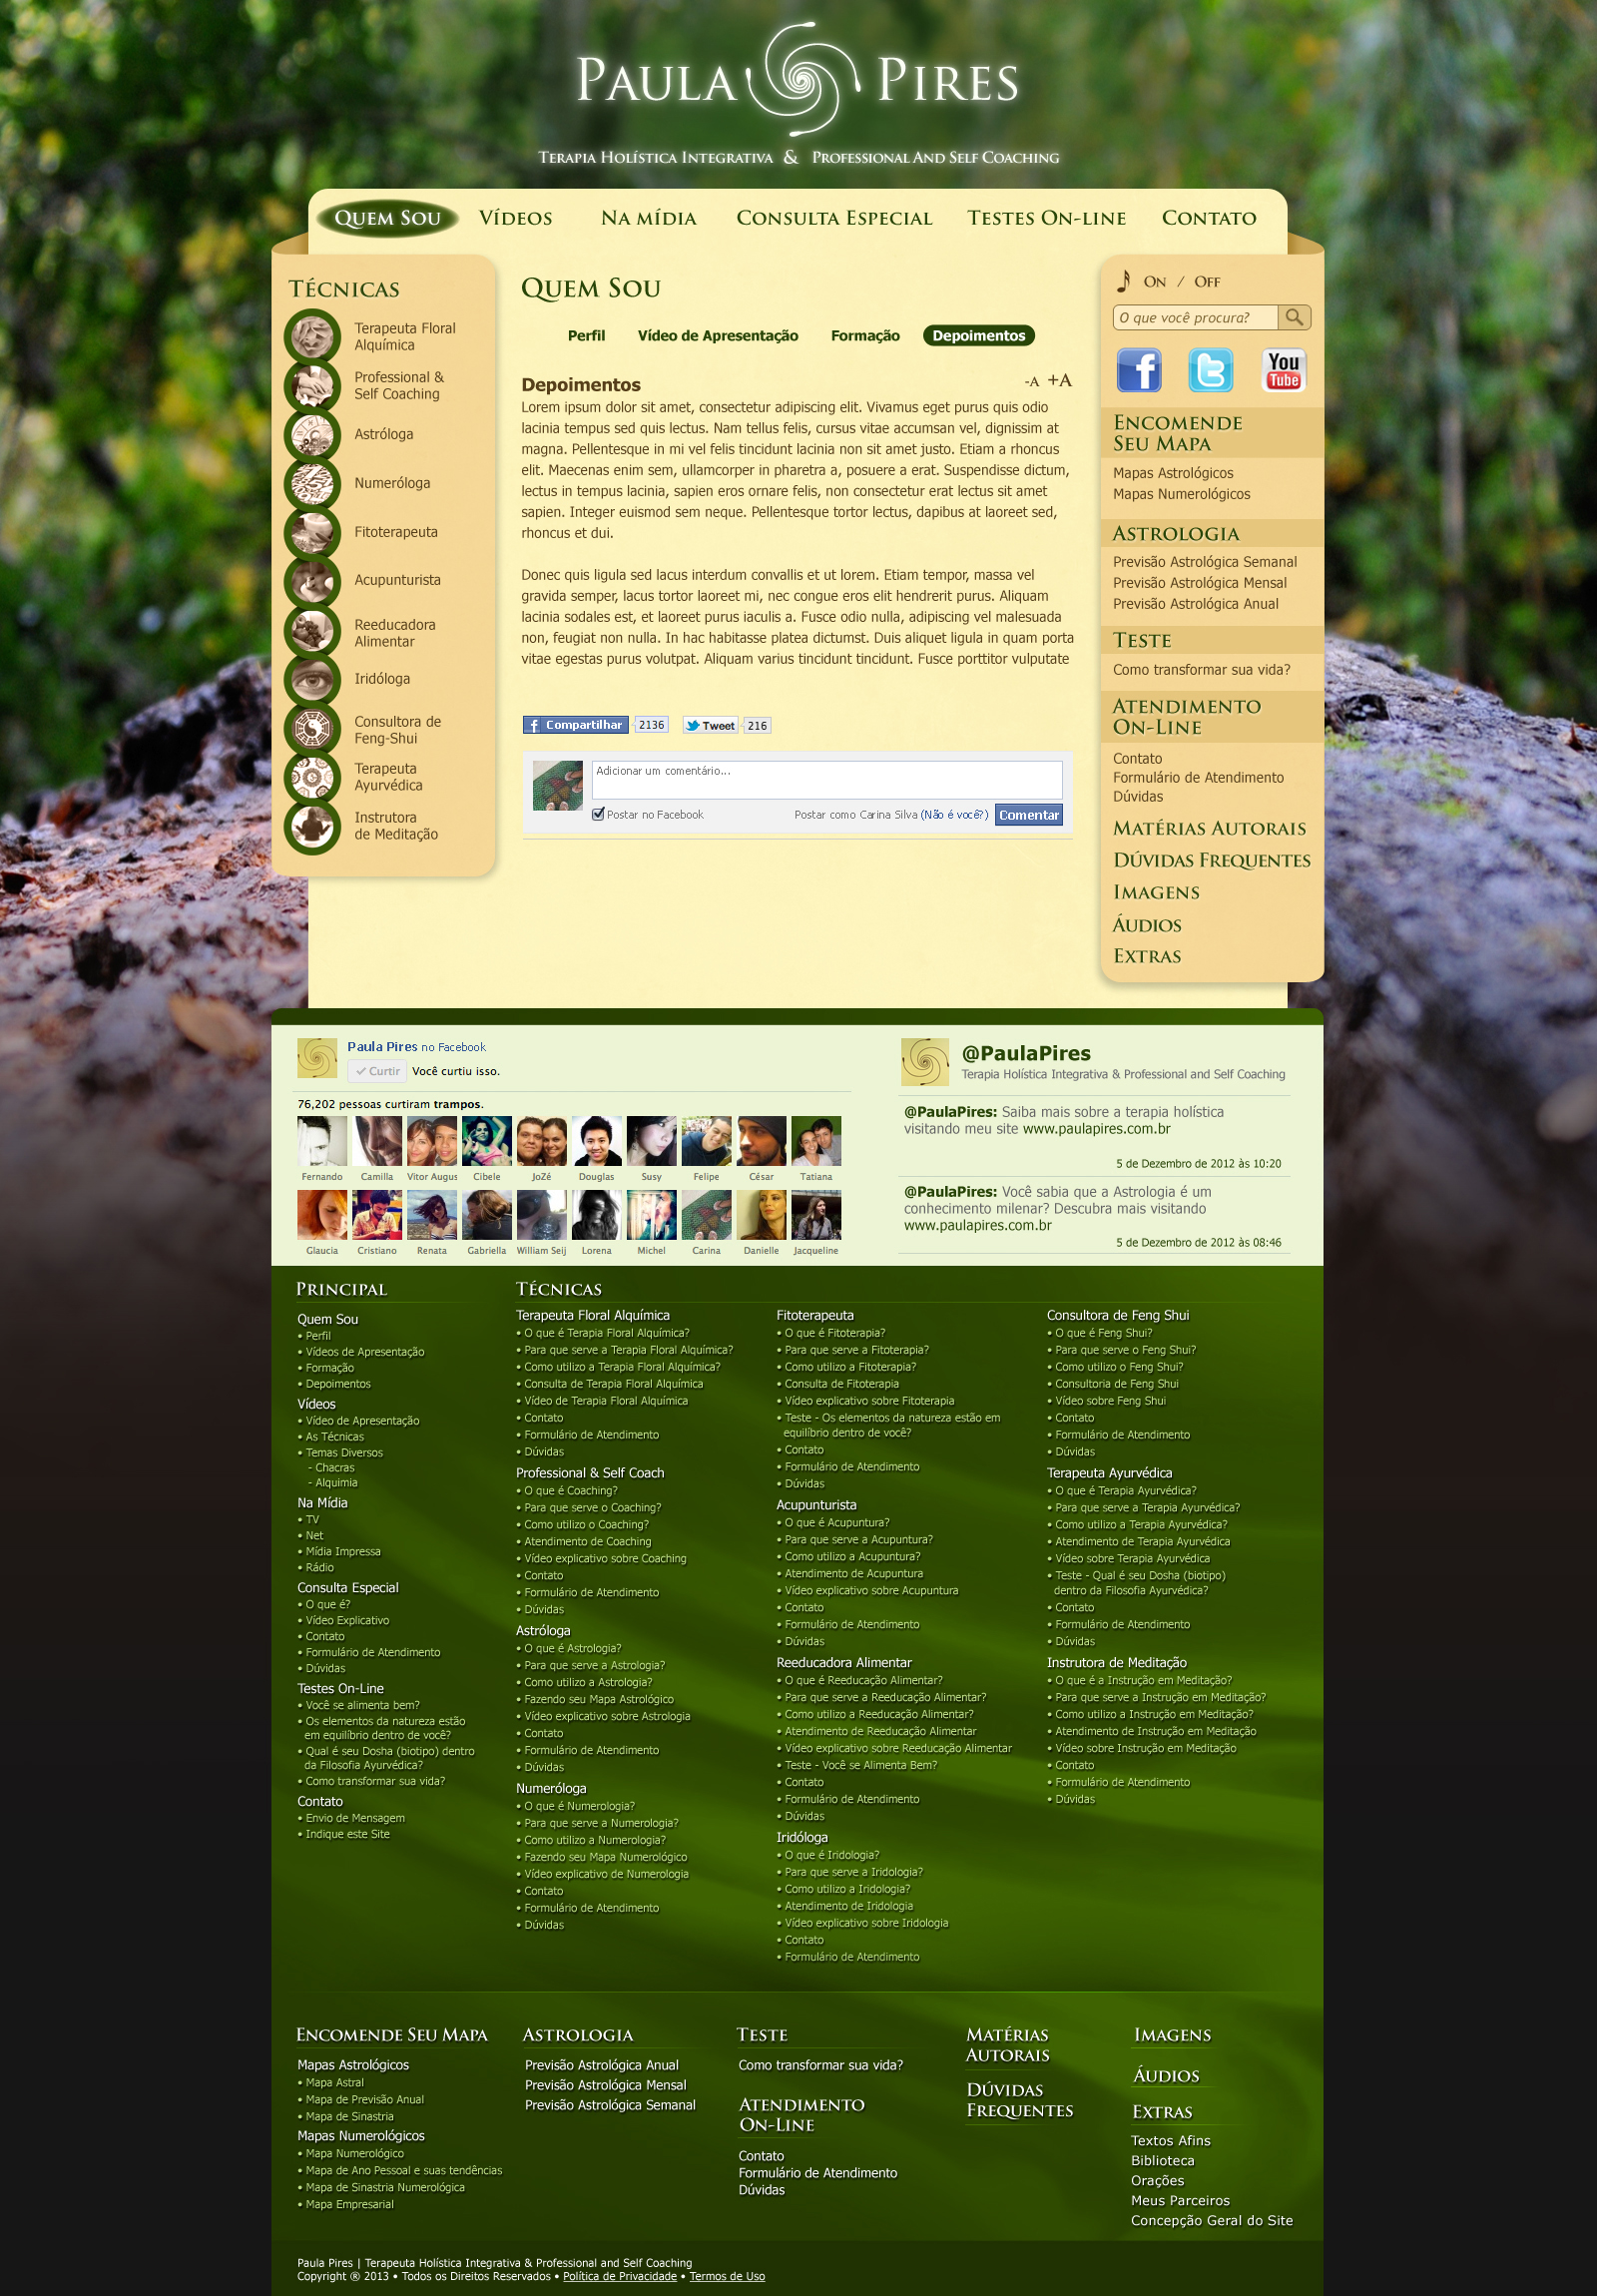 PAULA PIRES
TERAPIA HOLÍSTICA INTEGRATIVA & PROFESSIONAL AND SELF COACHING
QUEM SOU
VÍDEOS
NA MÍDIA
CONSULTA ESPECIAL
TESTES ON-LINE
CONTATO
TÉCNICAS
Terapeuta Floral
Alquímica
Professional &
Self Coaching
Astróloga
Numeróloga
Fitoterapeuta
Acupunturista
Reeducadora
Alimentar
Iridóloga
Consultora de
Feng-Shui
Terapeuta
Ayurvédica
Instrutora
de Meditação
QUEM SOU
Perfil
Vídeo de Apresentação
Formação
Depoimentos
Depoimentos
-A +A
Lorem ipsum dolor sit amet, consectetur adipiscing elit. Vivamus eget purus quis odio
lacinia tempus sed quis lectus. Nam tellus felis, cursus vitae accumsan vel, dignissim at
magna. Pellentesque in mi vel felis tincidunt lacinia non sit amet justo. Etiam a rhoncus
elit. Maecenas enim sem, ullamcorper in pharetra a, posuere a erat. Suspendisse dictum,
lectus in tempus lacinia, sapien eros ornare felis, non consectetur erat lectus sit amet
sapien. Integer euismod sem neque. Pellentesque tortor lectus, dapibus at laoreet sed,
rhoncus et dui.
Donec quis ligula sed lacus interdum convallis et ut lorem. Etiam tempor, massa vel
gravida semper, lacus tortor laoreet mi, nec congue eros elit hendrerit purus. Aliquam
lacinia sodales est, et laoreet purus iaculis a. Fusce odio nulla, adipiscing vel malesuada
non, feugiat non nulla. In hac habitasse platea dictumst. Duis aliquet ligula in quam porta
vitae egestas purus volutpat. Aliquam varius tincidunt tincidunt. Fusce porttitor vulputate
f Compartilhar 2136 Tweet 216
Adicionar um comentário...
Postar no Facebook
Postar como Carina Silva (Não é você?) Comentar
ON / OFF
O que você procura?
f t You Tube
ENCOMENDE
SEU MAPA
Mapas Astrológicos
Mapas Numerológicos
ASTROLOGIA
Previsão Astrológica Semanal
Previsão Astrológica Mensal
Previsão Astrológica Anual
TESTE
Como transformar sua vida?
ATENDIMENTO
ON-LINE
Contato
Formulário de Atendimento
Dúvidas
MATÉRIAS AUTORAIS
DÚVIDAS FREQUENTES
IMAGENS
ÁUDIOS
EXTRAS
Paula Pires no Facebook
Curtir Você curtiu isso.
76,202 pessoas curtiram trampos.
Fernando Camilla Vitor Augus Cibele JoZé Douglas Susy Felipe César Tatiana
Glaucia Cristiano Renata Gabriella William Seij Lorena Michel Carina Danielle Jacqueline
@PaulaPires
Terapia Holística Integrativa & Professional and Self Coaching
@PaulaPires: Saiba mais sobre a terapia holística
visitando meu site www.paulapires.com.br
5 de Dezembro de 2012 às 10:20
@PaulaPires: Você sabia que a Astrologia é um
conhecimento milenar? Descubra mais visitando
www.paulapires.com.br
5 de Dezembro de 2012 às 08:46
PRINCIPAL
Quem Sou
• Perfil
• Vídeos de Apresentação
• Formação
• Depoimentos
Vídeos
• Vídeo de Apresentação
• As Técnicas
• Temas Diversos
- Chacras
- Alquimia
Na Mídia
• TV
• Net
• Mídia Impressa
• Rádio
Consulta Especial
• O que é?
• Vídeo Explicativo
• Contato
• Formulário de Atendimento
• Dúvidas
Testes On-Line
• Você se alimenta bem?
• Os elementos da natureza estão
em equilíbrio dentro de você?
• Qual é seu Dosha (biotipo) dentro
da Filosofia Ayurvédica?
• Como transformar sua vida?
Contato
• Envio de Mensagem
• Indique este Site
TÉCNICAS
Terapeuta Floral Alquímica
• O que é Terapia Floral Alquímica?
• Para que serve a Terapia Floral Alquímica?
• Como utilizo a Terapia Floral Alquímica?
• Consulta de Terapia Floral Alquímica
• Vídeo de Terapia Floral Alquímica
• Contato
• Formulário de Atendimento
• Dúvidas
Professional & Self Coach
• O que é Coaching?
• Para que serve o Coaching?
• Como utilizo o Coaching?
• Atendimento de Coaching
• Vídeo explicativo sobre Coaching
• Contato
• Formulário de Atendimento
• Dúvidas
Astróloga
• O que é Astrologia?
• Para que serve a Astrologia?
• Como utilizo a Astrologia?
• Fazendo seu Mapa Astrológico
• Vídeo explicativo sobre Astrologia
• Contato
• Formulário de Atendimento
• Dúvidas
Numeróloga
• O que é Numerologia?
• Para que serve a Numerologia?
• Como utilizo a Numerologia?
• Fazendo seu Mapa Numerológico
• Vídeo explicativo de Numerologia
• Contato
• Formulário de Atendimento
• Dúvidas
Fitoterapeuta
• O que é Fitoterapia?
• Para que serve a Fitoterapia?
• Como utilizo a Fitoterapia?
• Consulta de Fitoterapia
• Vídeo explicativo sobre Fitoterapia
• Teste - Os elementos da natureza estão em
equilíbrio dentro de você?
• Contato
• Formulário de Atendimento
• Dúvidas
Acupunturista
• O que é Acupuntura?
• Para que serve a Acupuntura?
• Como utilizo a Acupuntura?
• Atendimento de Acupuntura
• Vídeo explicativo sobre Acupuntura
• Contato
• Formulário de Atendimento
• Dúvidas
Reeducadora Alimentar
• O que é Reeducação Alimentar?
• Para que serve a Reeducação Alimentar?
• Como utilizo a Reeducação Alimentar?
• Atendimento de Reeducação Alimentar
• Vídeo explicativo sobre Reeducação Alimentar
• Teste - Você se Alimenta Bem?
• Contato
• Formulário de Atendimento
• Dúvidas
Iridóloga
• O que é Iridologia?
• Para que serve a Iridologia?
• Como utilizo a Iridologia?
• Atendimento de Iridologia
• Vídeo explicativo sobre Iridologia
• Contato
• Formulário de Atendimento
Consultora de Feng Shui
• O que é Feng Shui?
• Para que serve o Feng Shui?
• Como utilizo o Feng Shui?
• Consultoria de Feng Shui
• Vídeo sobre Feng Shui
• Contato
• Formulário de Atendimento
• Dúvidas
Terapeuta Ayurvédica
• O que é Terapia Ayurvédica?
• Para que serve a Terapia Ayurvédica?
• Como utilizo a Terapia Ayurvédica?
• Atendimento de Terapia Ayurvédica
• Vídeo sobre Terapia Ayurvédica
• Teste - Qual é seu Dosha (biotipo)
dentro da Filosofia Ayurvédica?
• Contato
• Formulário de Atendimento
• Dúvidas
Instrutora de Meditação
• O que é a Instrução em Meditação?
• Para que serve a Instrução em Meditação?
• Como utilizo a Instrução em Meditação?
• Atendimento de Instrução em Meditação
• Vídeo sobre Instrução em Meditação
• Contato
• Formulário de Atendimento
• Dúvidas
ENCOMENDE SEU MAPA
Mapas Astrológicos
• Mapa Astral
• Mapa de Previsão Anual
• Mapa de Sinastria
Mapas Numerológicos
• Mapa Numerológico
• Mapa de Ano Pessoal e suas tendências
• Mapa de Sinastria Numerológica
• Mapa Empresarial
ASTROLOGIA
Previsão Astrológica Anual
Previsão Astrológica Mensal
Previsão Astrológica Semanal
TESTE
Como transformar sua vida?
ATENDIMENTO
ON-LINE
Contato
Formulário de Atendimento
Dúvidas
MATÉRIAS
AUTORAIS
DÚVIDAS
FREQUENTES
IMAGENS
ÁUDIOS
EXTRAS
Textos Afins
Biblioteca
Orações
Meus Parceiros
Concepção Geral do Site
Paula Pires | Terapeuta Holística Integrativa & Professional and Self Coaching
Copyright ® 2013 • Todos os Direitos Reservados • Política de Privacidade • Termos de Uso